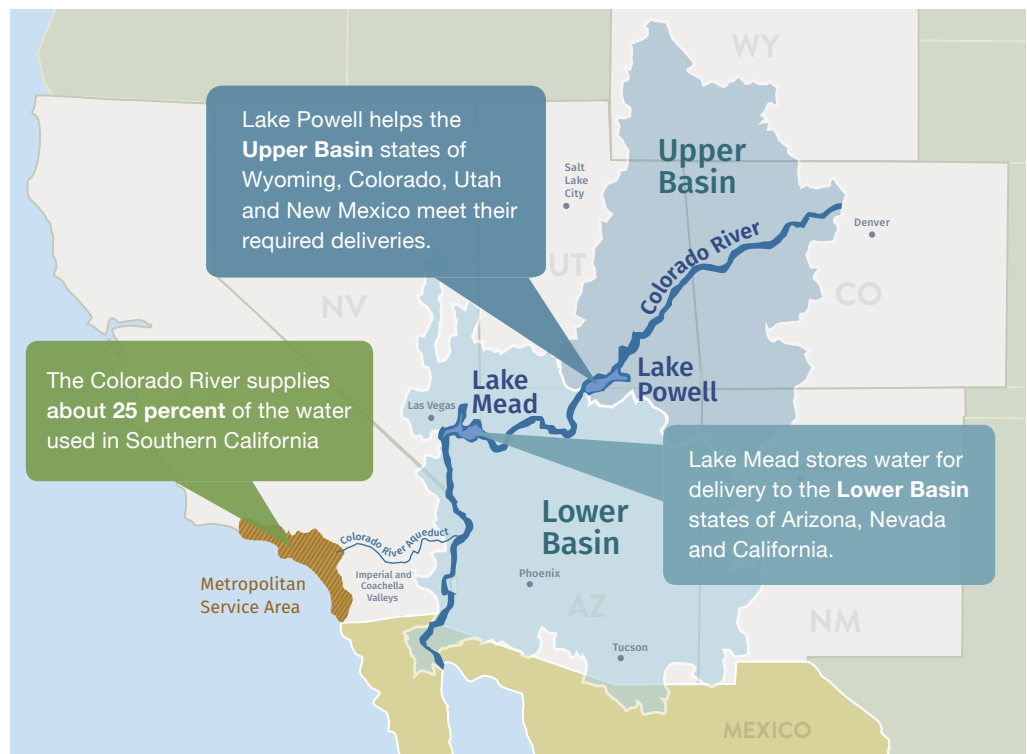 WY
Lake Powell helps the
Upper Basin states of
Wyoming, Colorado, Utah
and New Mexico meet their
required deliveries.
Upper
Basin
Salt
Lake
City
Denver
Colorado River
UT
NV
CO
The Colorado River supplies
about 25 percent of the water
used in Southern California
Lake
Mead
Lake
Powell
Las Vegas
Lake Mead stores water for
delivery to the Lower Basin
states of Arizona, Nevada
and California.
Lower
Basin
Colorado River Aqueduct
Imperial and
Coachella
Valleys
Metropolitan
Service Area
Phoenix
AZ
NM
Tucson
MEXICO